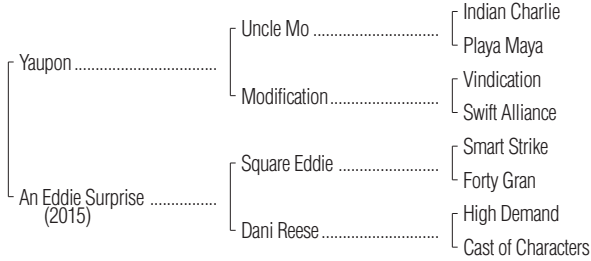 Indian Charlie
Uncle Mo ................................
Playa Maya
Yaupon ....................................
Vindication
Modification............................
Swift Alliance
Smart Strike
Square Eddie ..........................
Forty Gran
An Eddie Surprise .................
(2015)
High Demand
Dani Reese..............................
Cast of Characters